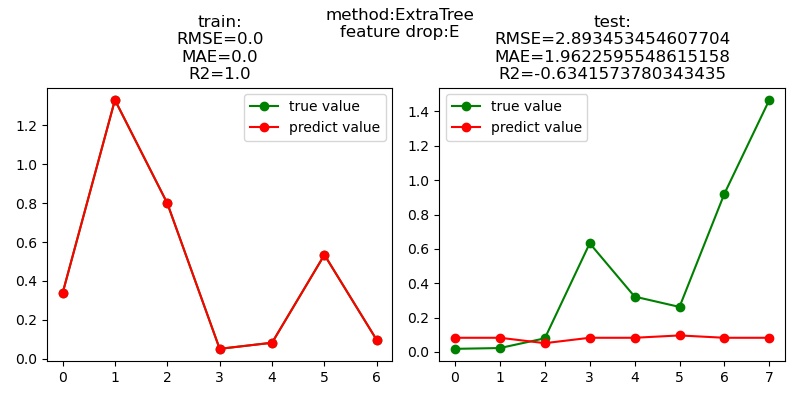 method:ExtraTree
feature drop:E
train:
RMSE=0.0
MAE=0.0
R2=1.0
true value
predict value
1.2
1.0
0.8
0.6
0.4
0.2
0.0
0 1 2 3 4 5 6
test:
RMSE=2.893453454607704
MAE=1.9622595548615158
R2=-0.6341573780343435
true value
predict value
1.4
1.2
1.0
0.8
0.6
0.4
0.2
0.0
0 1 2 3 4 5 6 7